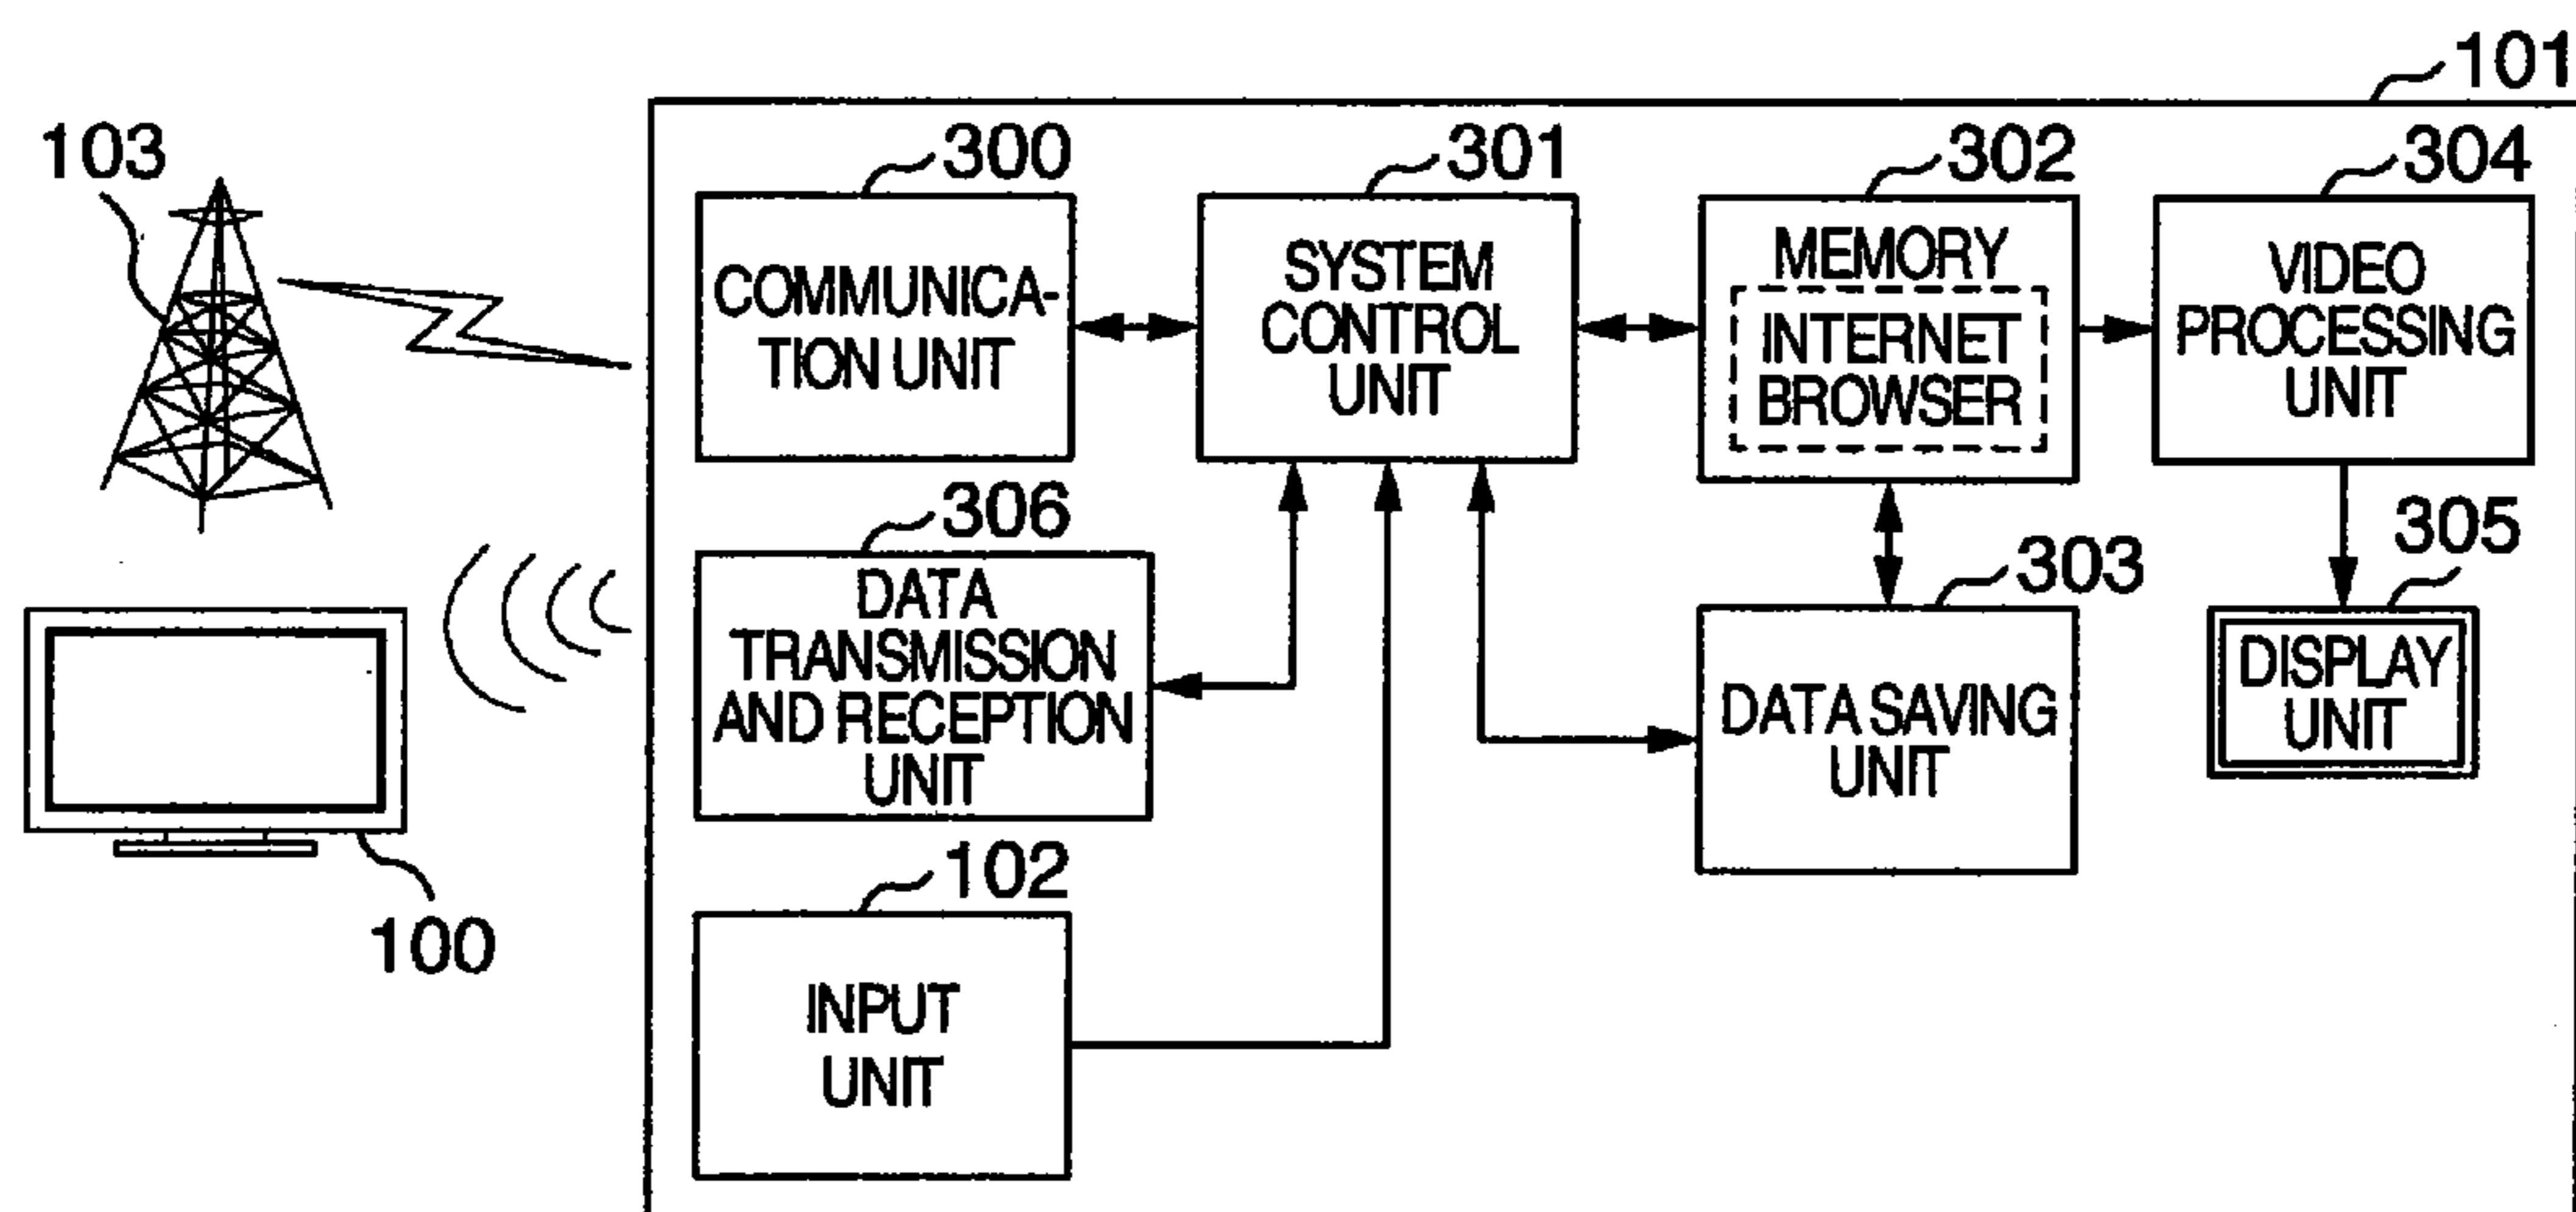 101
103
300
301
302
304
COMMUNICA-
TION UNIT
SYSTEM
CONTROL
UNIT
MEMORY
INTERNET
BROWSER
VIDEO
PROCESSING
UNIT
306
DATA
TRANSMISSION
AND RECEPTION
UNIT
303
DATA SAVING
UNIT
305
DISPLAY
UNIT
100
102
INPUT
UNIT